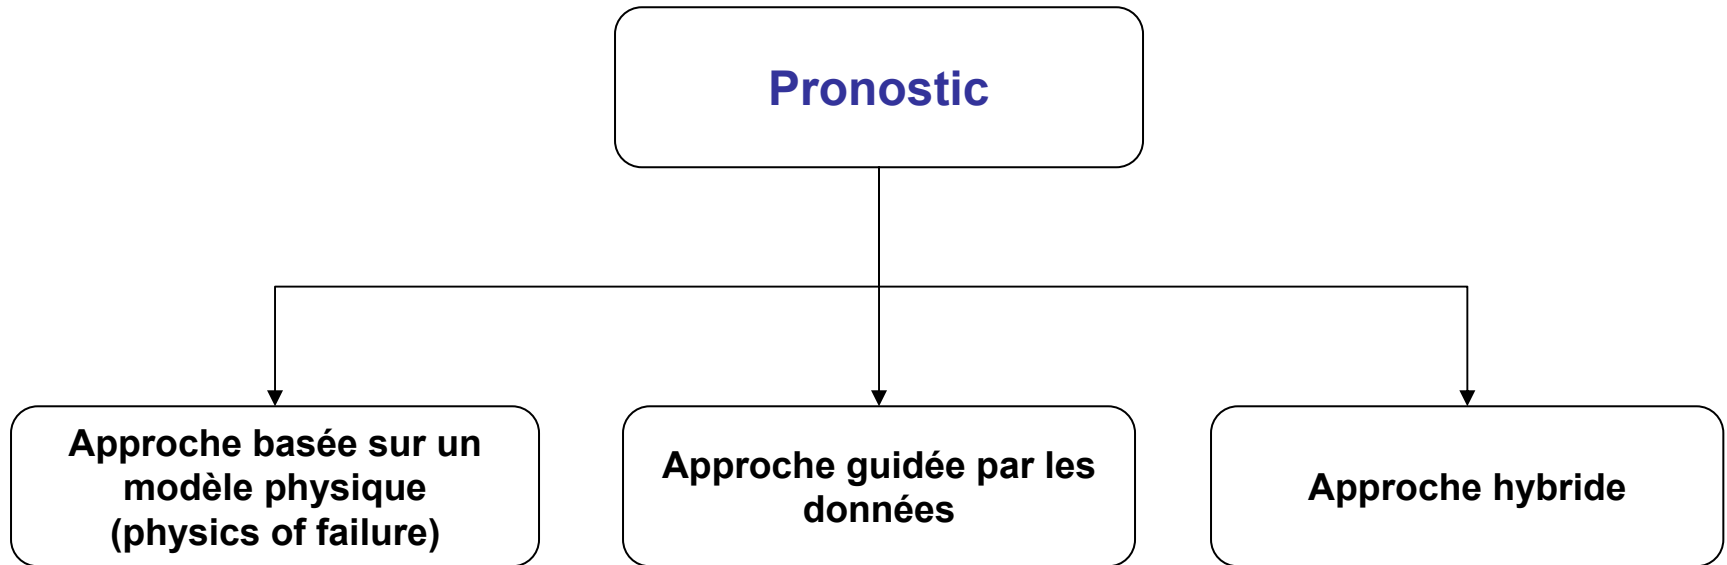 Pronostic
Approche basée sur un
modèle physique
(physics of failure)
Approche guidée par les
données
Approche hybride